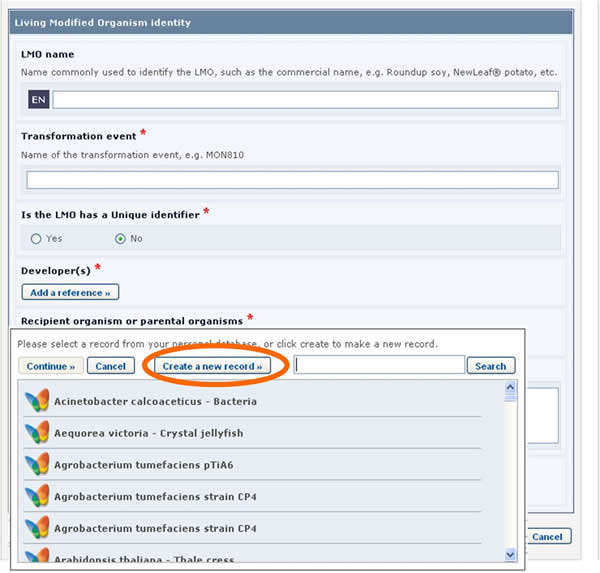 Living Modified Organism identity
LMO name
Name commonly used to identify the LMO, such as the commercial name, e.g. Roundup soy, NewLeaf® potato, etc.
EN
Transformation event *
Name of the transformation event, e.g. MON810
Is the LMO has a Unique identifier *
Yes No
Developer(s) *
Add a reference »
Recipient organism or parental organisms *
Please select a record from your personal database, or click create to make a new record.
Continue » Cancel Create a new record » Search
Acinetobacter calcoaceticus - Bacteria
Aequorea victoria - Crystal jellyfish
Agrobacterium tumefaciens pTiA6
Agrobacterium tumefaciens strain CP4
Agrobacterium tumefaciens strain CP4
Cancel
Arabidopsis thaliana - Thale cress